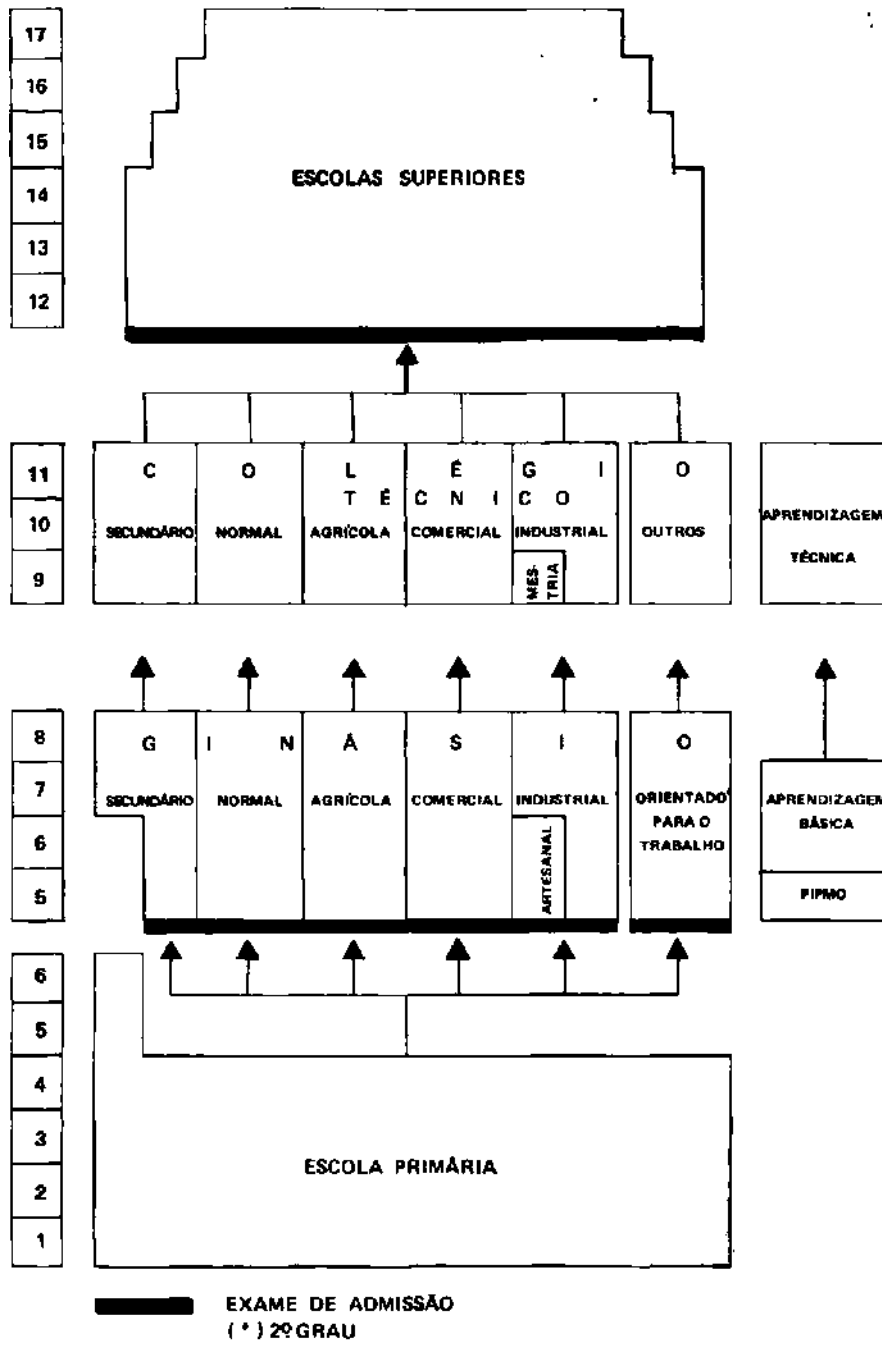 17
16
15
ESCOLAS SUPERIORES
14
13
12
11
C O L É G I O
T É C N I C O
10
SECUNDÁRIO NORMAL AGRÍCOLA COMERCIAL INDUSTRIAL OUTROS
APRENDIZAGEM
TÉCNICA
9
MES-
TRIA
8
G I N Á S I O
7
SECUNDÁRIO NORMAL AGRÍCOLA COMERCIAL INDUSTRIAL
ORIENTADO
PARA O
TRABALHO
APRENDIZAGEM
BÁSICA
6
ARTESANAL
5
PIPMO
6
5
4
3
ESCOLA PRIMÁRIA
2
1
EXAME DE ADMISSÃO
(*) 2º GRAU